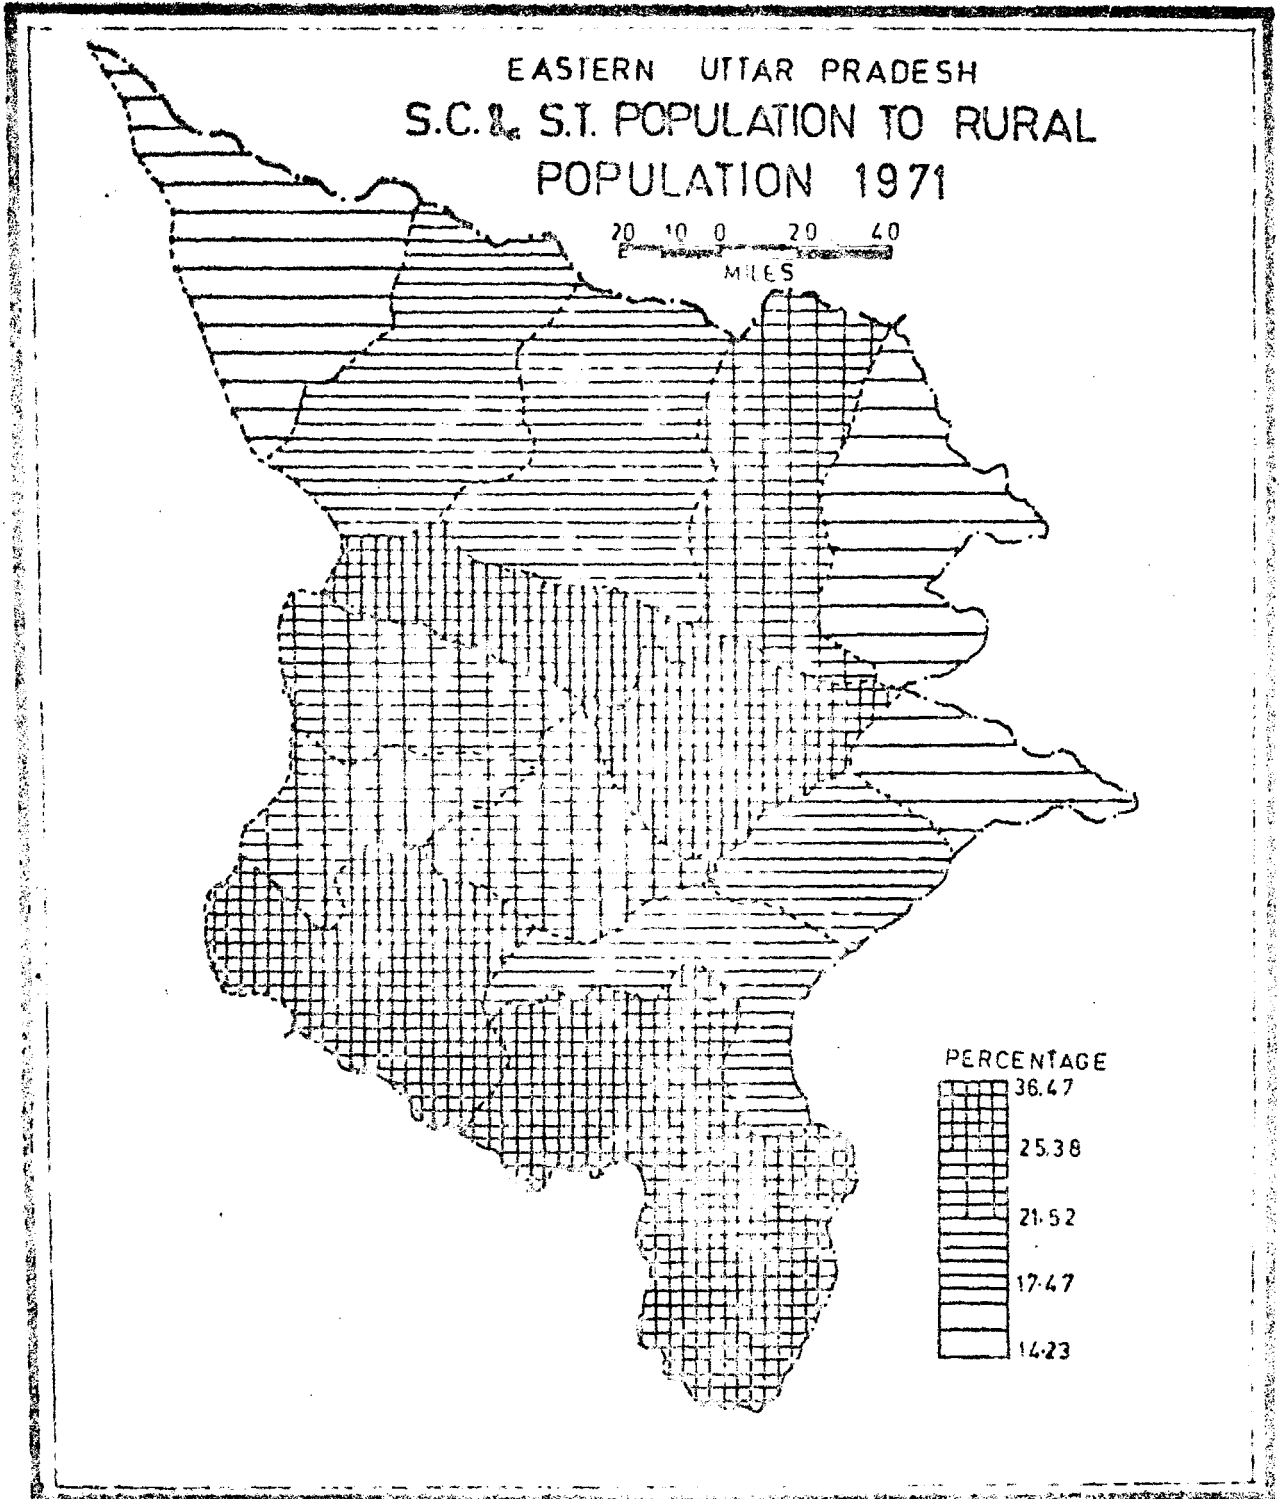 EASTERN UTTAR PRADESH
S.C. & S.T. POPULATION TO RURAL
POPULATION 1971
20 10 0 20 40
MILES
PERCENTAGE
36.47
25.38
21.52
17.47
14.23